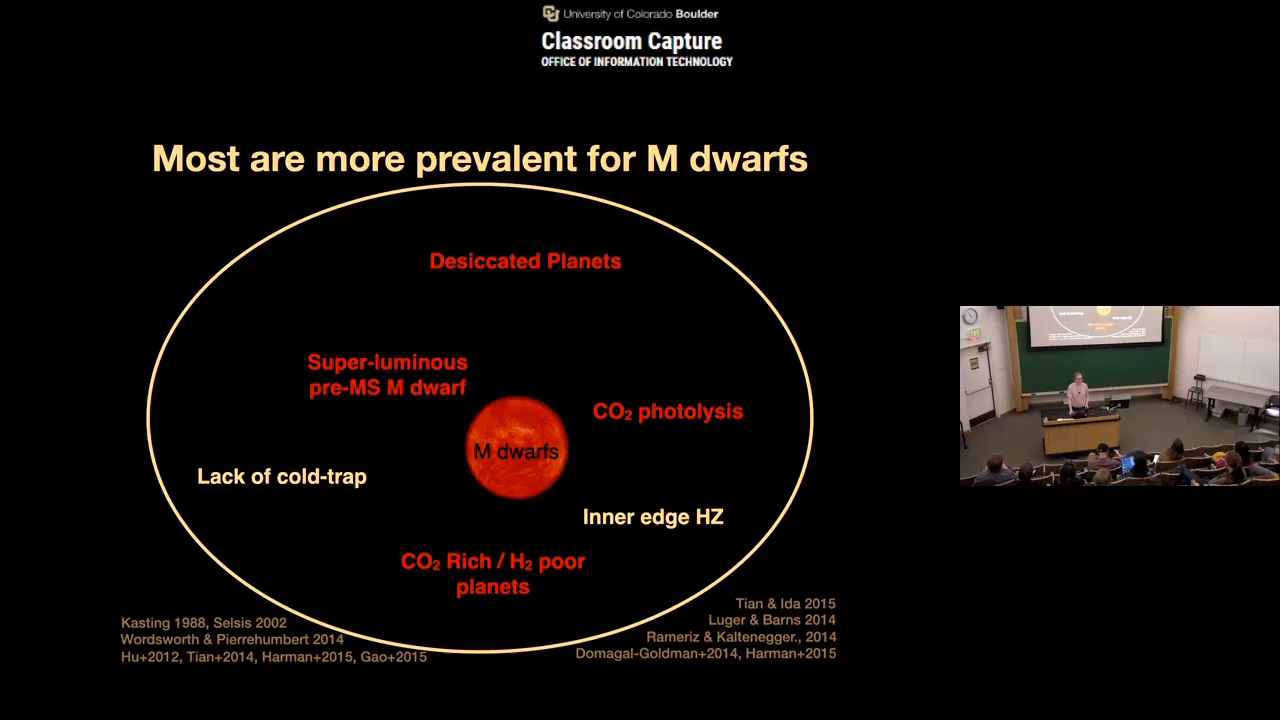 University of Colorado Boulder
Classroom Capture
OFFICE OF INFORMATION TECHNOLOGY
Most are more prevalent for M dwarfs
Desiccated Planets
Super-luminous
pre-MS M dwarf
CO₂ photolysis
M dwarfs
Lack of cold-trap
Inner edge HZ
CO₂ Rich / H₂ poor
planets
Kasting 1988, Selsis 2002
Wordsworth & Pierrehumbert 2014
Hu+2012, Tian+2014, Harman+2015, Gao+2015
Tian & Ida 2015
Luger & Barns 2014
Rameriz & Kaltenegger., 2014
Domagal-Goldman+2014, Harman+2015